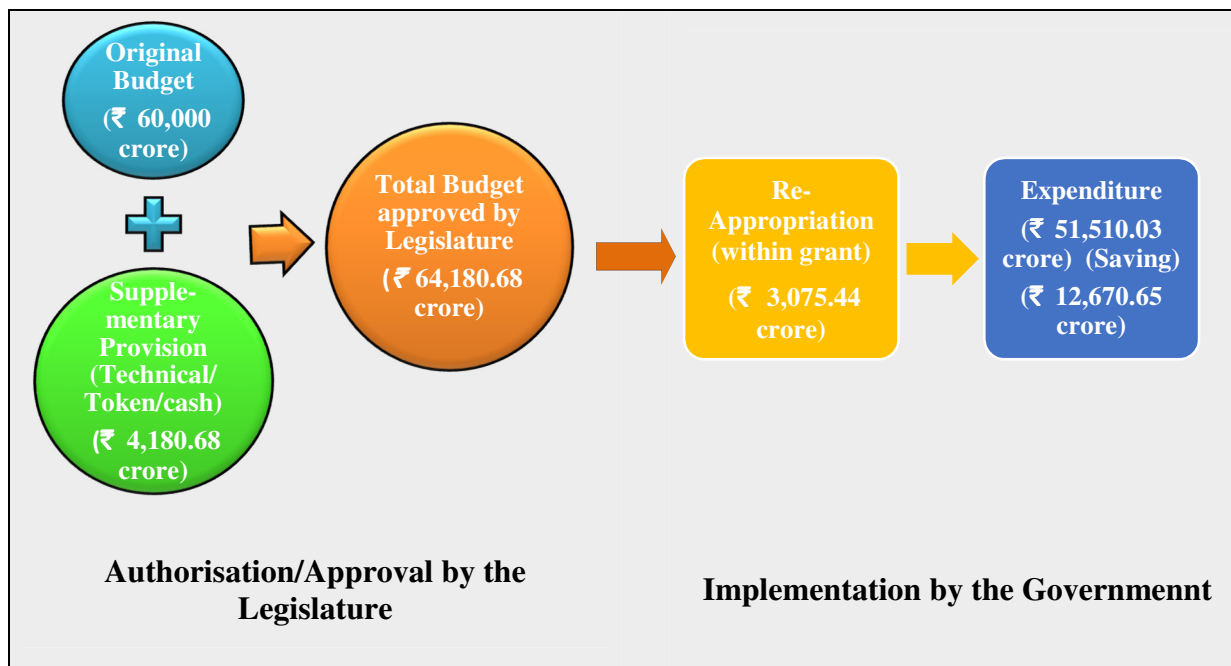 Original
Budget
(₹ 60,000
crore)
Supple-
mentary
Provision
(Technical/
Token/cash)
(₹ 4,180.68
crore)
Total Budget
approved by
Legislature
(₹ 64,180.68
crore)
Re-
Appropriation
(within grant)
(₹ 3,075.44
crore)
Expenditure
(₹ 51,510.03
crore) (Saving)
(₹ 12,670.65
crore)
Authorisation/Approval by the
Legislature
Implementation by the Governmennt